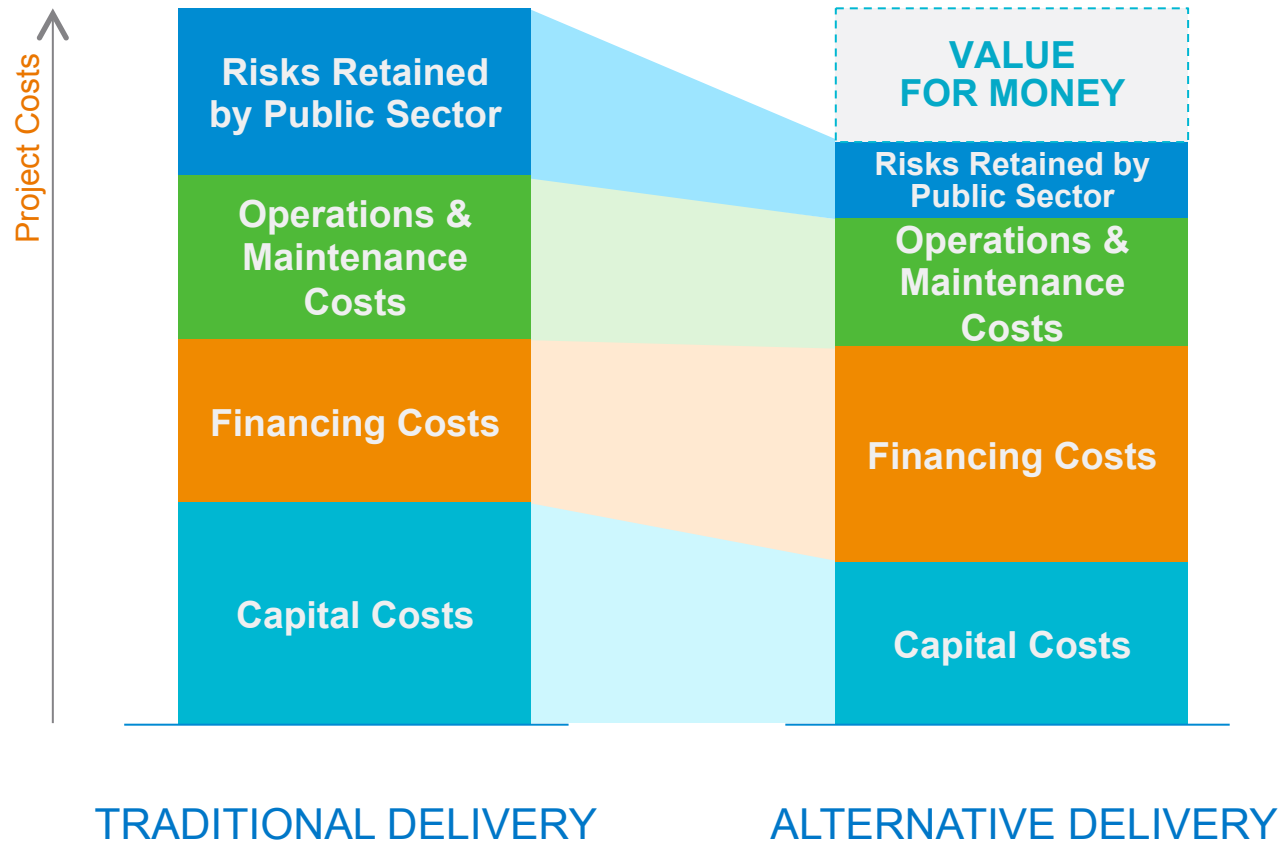 Project Costs
Risks Retained
by Public Sector
Operations &
Maintenance
Costs
Financing Costs
Capital Costs
VALUE
FOR MONEY
Risks Retained by
Public Sector
Operations &
Maintenance
Costs
Financing Costs
Capital Costs
TRADITIONAL DELIVERY
ALTERNATIVE DELIVERY